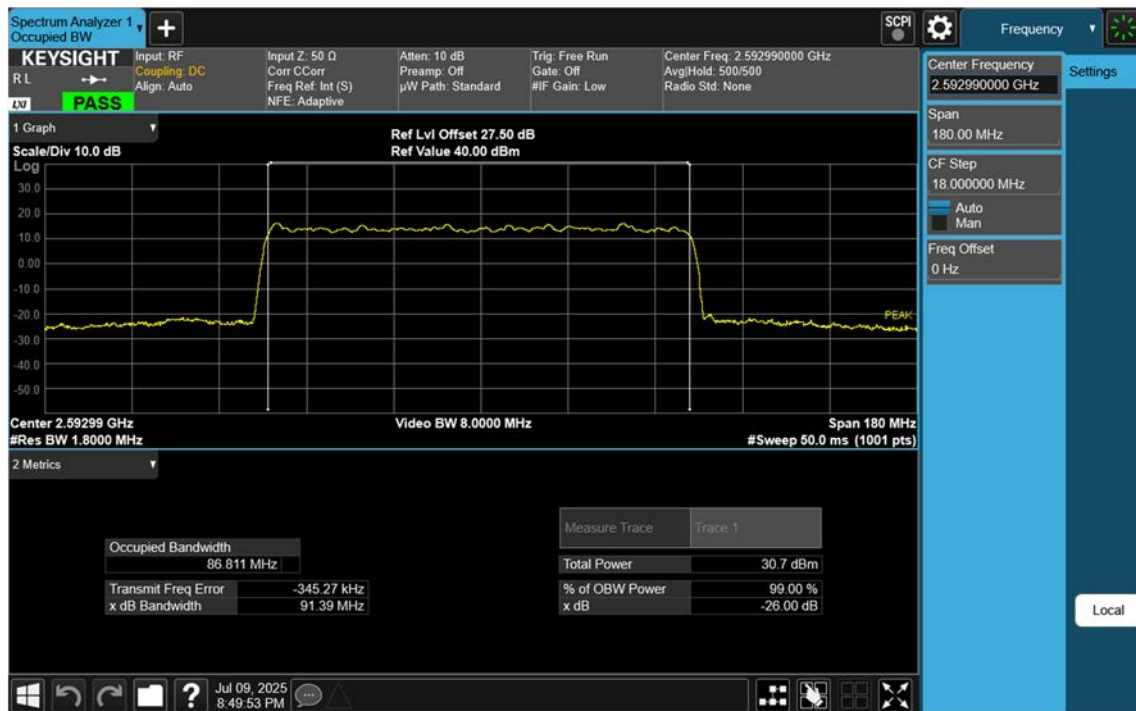 Spectrum Analyzer 1
Occupied BW
+
SCPI
Frequency
KEYSIGHT
R L
LXI
PASS
Input: RF
Coupling: DC
Align: Auto
Input Z: 50 Ω
Corr CCorr
Freq Ref: Int (S)
NFE: Adaptive
Atten: 10 dB
Preamp: Off
µW Path: Standard
Trig: Free Run
Gate: Off
#IF Gain: Low
Center Freq: 2.592990000 GHz
Avg|Hold: 500/500
Radio Std: None
Center Frequency
2.592990000 GHz
Settings
Span
180.00 MHz
CF Step
18.000000 MHz
Auto
Man
Freq Offset
0 Hz
Local
1 Graph
Scale/Div 10.0 dB
Ref Lvl Offset 27.50 dB
Ref Value 40.00 dBm
Log
30.0
20.0
10.0
0.00
-10.0
-20.0
-30.0
-40.0
-50.0
PEAK
Center 2.59299 GHz
Video BW 8.0000 MHz
Span 180 MHz
#Res BW 1.8000 MHz
#Sweep 50.0 ms (1001 pts)
2 Metrics
Measure Trace Trace 1
Occupied Bandwidth
86.811 MHz
Total Power 30.7 dBm
Transmit Freq Error -345.27 kHz
% of OBW Power 99.00 %
x dB Bandwidth 91.39 MHz
x dB -26.00 dB
?
Jul 09, 2025
8:49:53 PM